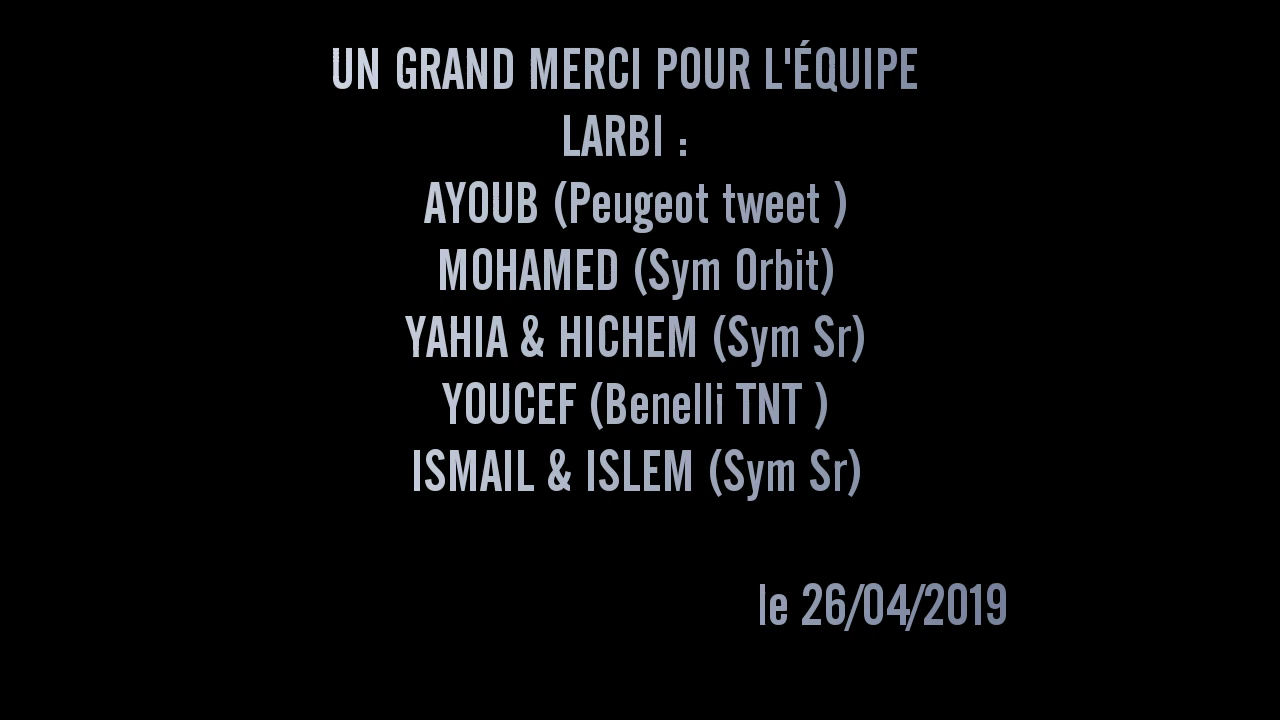 UN GRAND MERCI POUR L'ÉQUIPE
LARBI :
AYOUB (Peugeot tweet )
MOHAMED (Sym Orbit)
YAHIA & HICHEM (Sym Sr)
YOUCEF (Benelli TNT )
ISMAIL & ISLEM (Sym Sr)
le 26/04/2019